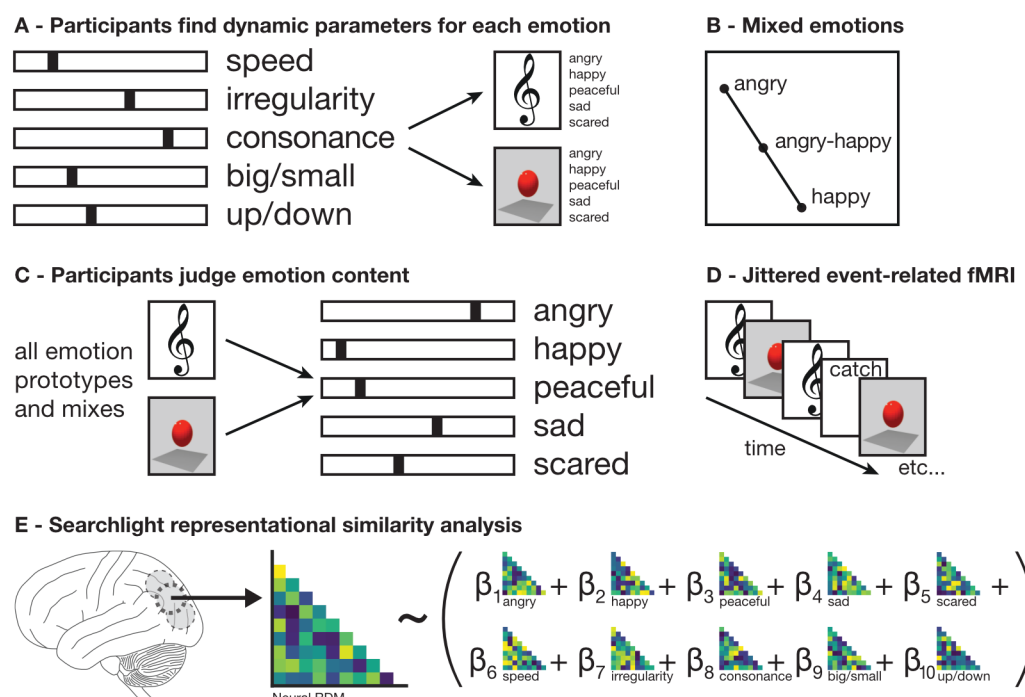 A - Participants find dynamic parameters for each emotion
speed
irregularity
consonance
big/small
up/down
angry
happy
peaceful
sad
scared
angry
happy
peaceful
sad
scared
B - Mixed emotions
angry
angry-happy
happy
C - Participants judge emotion content
all emotion
prototypes
and mixes
angry
happy
peaceful
sad
scared
D - Jittered event-related fMRI
catch
time
etc...
E - Searchlight representational similarity analysis
Neural RDM
~
( β1 angry + β2 happy + β3 peaceful + β4 sad + β5 scared +
β6 speed + β7 irregularity + β8 consonance + β9 big/small + β10 up/down )